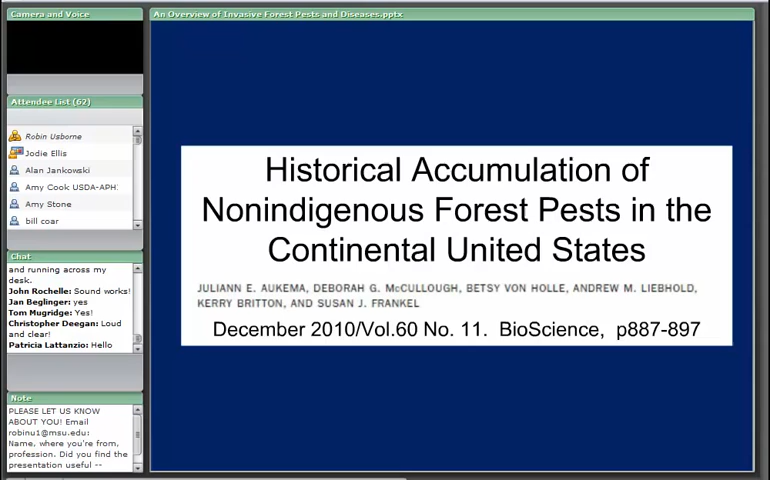 Camera and Voice
Attendee List (62)
Robin Usborne
Jodie Ellis
Alan Jankowski
Amy Cook USDA-APH
Amy Stone
bill coar
Chat
and running across my
desk.
John Rochelle: Sound works!
Jan Beglinger: yes
Tom Mugridge: Yes!
Christopher Deegan: Loud
and clear!
Patricia Lattanzio: Hello
Note
PLEASE LET US KNOW
ABOUT YOU! Email
robinu1@msu.edu:
Name, where you're from,
profession. Did you find the
presentation useful --
An Overview of Invasive Forest Pests and Diseases.pptx
Historical Accumulation of
Nonindigenous Forest Pests in the
Continental United States
JULIANN E. AUKEMA, DEBORAH G. McCULLOUGH, BETSY VON HOLLE, ANDREW M. LIEBHOLD,
KERRY BRITTON, AND SUSAN J. FRANKEL
December 2010/Vol.60 No. 11. BioScience, p887-897